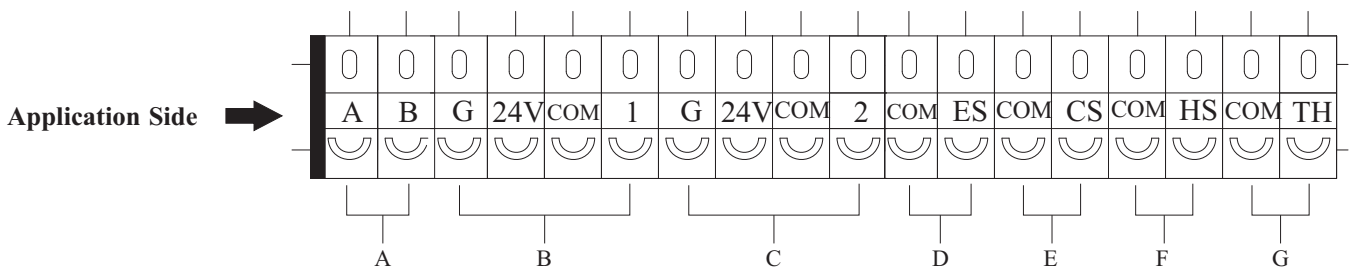 Application Side
A B G 24V COM 1 G 24V COM 2 COM ES COM CS COM HS COM TH
A B C D E F G